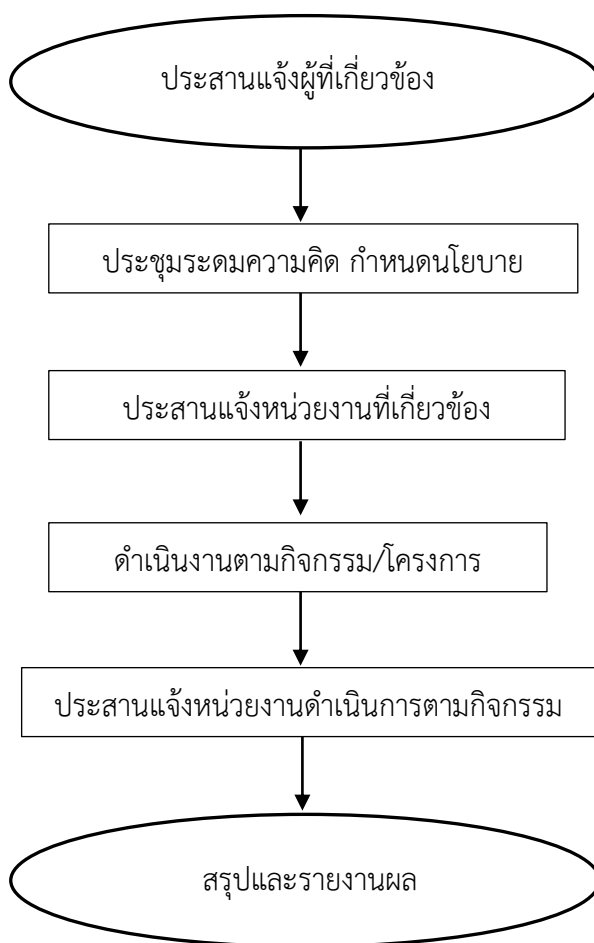 ประสานแจ้งผู้ที่เกี่ยวข้อง
ประชุมระดมความคิด กำหนดนโยบาย
ประสานแจ้งหน่วยงานที่เกี่ยวข้อง
ดำเนินงานตามกิจกรรม/โครงการ
ประสานแจ้งหน่วยงานดำเนินการตามกิจกรรม
สรุปและรายงานผล